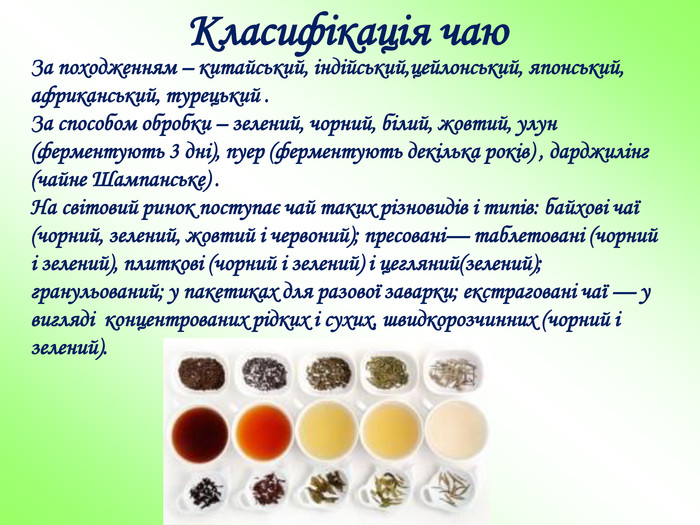 Класифікація чаю
За походженням – китайський, індійський,цейлонський, японський,
африканський, турецький .
За способом обробки – зелений, чорний, білий, жовтий, улун
(ферментують 3 дні), пуер (ферментують декілька років) , дарджилінг
(чайне Шампанське) .
На світовий ринок поступає чай таких різновидів і типів: байхові чаї
(чорний, зелений, жовтий і червоний); пресовані— таблетовані (чорний
і зелений), плиткові (чорний і зелений) і цегляний(зелений);
гранульований; у пакетиках для разової заварки; екстраговані чаї — у
вигляді концентрованих рідких і сухих, швидкорозчинних (чорний і
зелений).